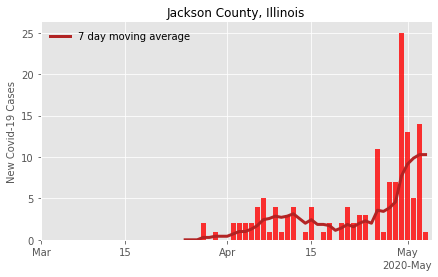 Jackson County, Illinois
7 day moving average
New Covid-19 Cases
25
20
15
10
5
0
Mar
15
Apr
15
May
2020-May